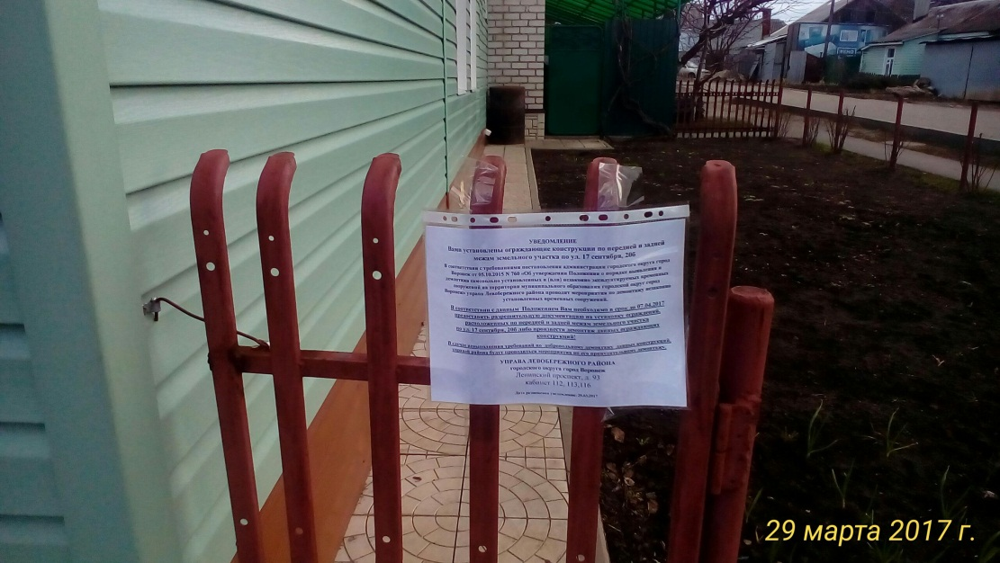 УВЕДОМЛЕНИЕ
Вами установлены ограждающие конструкции по передней и задней
межам земельного участка по ул. 17 сентября, 20б
В соответствии с требованиями постановления администрации городского округа город
Воронеж от 05.10.2015 N 760 «Об утверждении Положения о порядке выявления и
демонтажа самовольно установленных и (или) незаконно эксплуатируемых временных
сооружений на территории муниципального образования городской округ город
Воронеж» управа Левобережного района проводит мероприятия по демонтажу незаконно
установленных временных сооружений.
В соответствии с данным Положением Вам необходимо в срок до 07.04.2017
предоставить разрешительную документацию на установку ограждений,
расположенных по передней и задней межам земельного участка
по ул. 17 сентября, 20б либо произвести демонтаж данных ограждающих
конструкций!
В случае невыполнения требований по добровольному демонтажу данных конструкций,
управой района будут проводиться мероприятия по их принудительному демонтажу.
УПРАВА ЛЕВОБЕРЕЖНОГО РАЙОНА
городского округа город Воронеж
Ленинский проспект, д. 93
кабинет 112, 113,116
Дата размещения уведомления:
29 марта 2017 г.